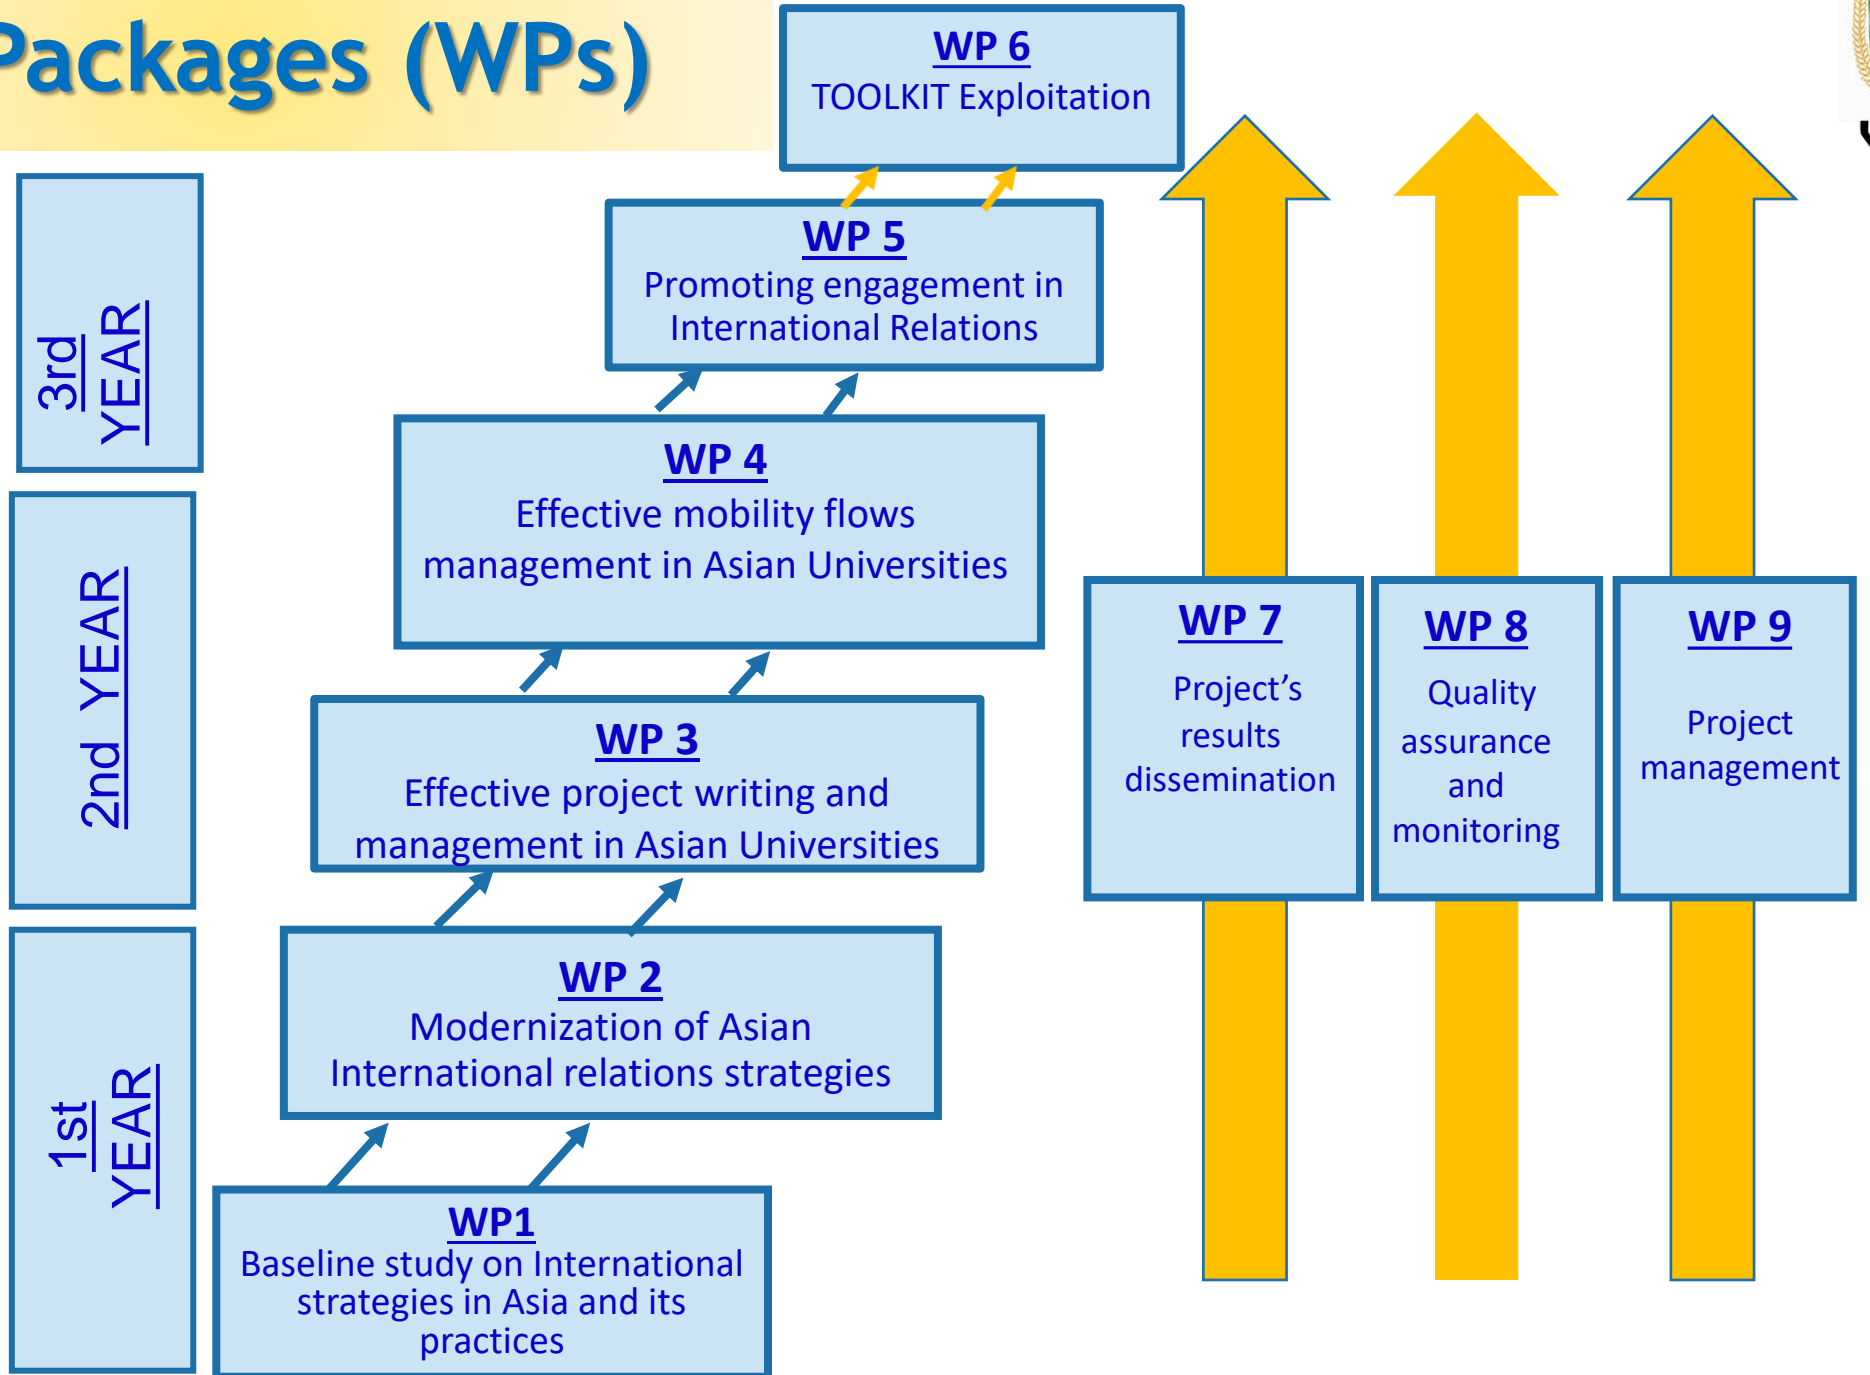 Packages (WPs)
WP 6
TOOLKIT Exploitation
WP 5
Promoting engagement in
International Relations
3rd
YEAR
WP 4
Effective mobility flows
management in Asian Universities
2nd YEAR
WP 3
Effective project writing and
management in Asian Universities
WP 2
Modernization of Asian
International relations strategies
1st
YEAR
WP1
Baseline study on International
strategies in Asia and its
practices
WP 7
Project’s
results
dissemination
WP 8
Quality
assurance
and
monitoring
WP 9
Project
management